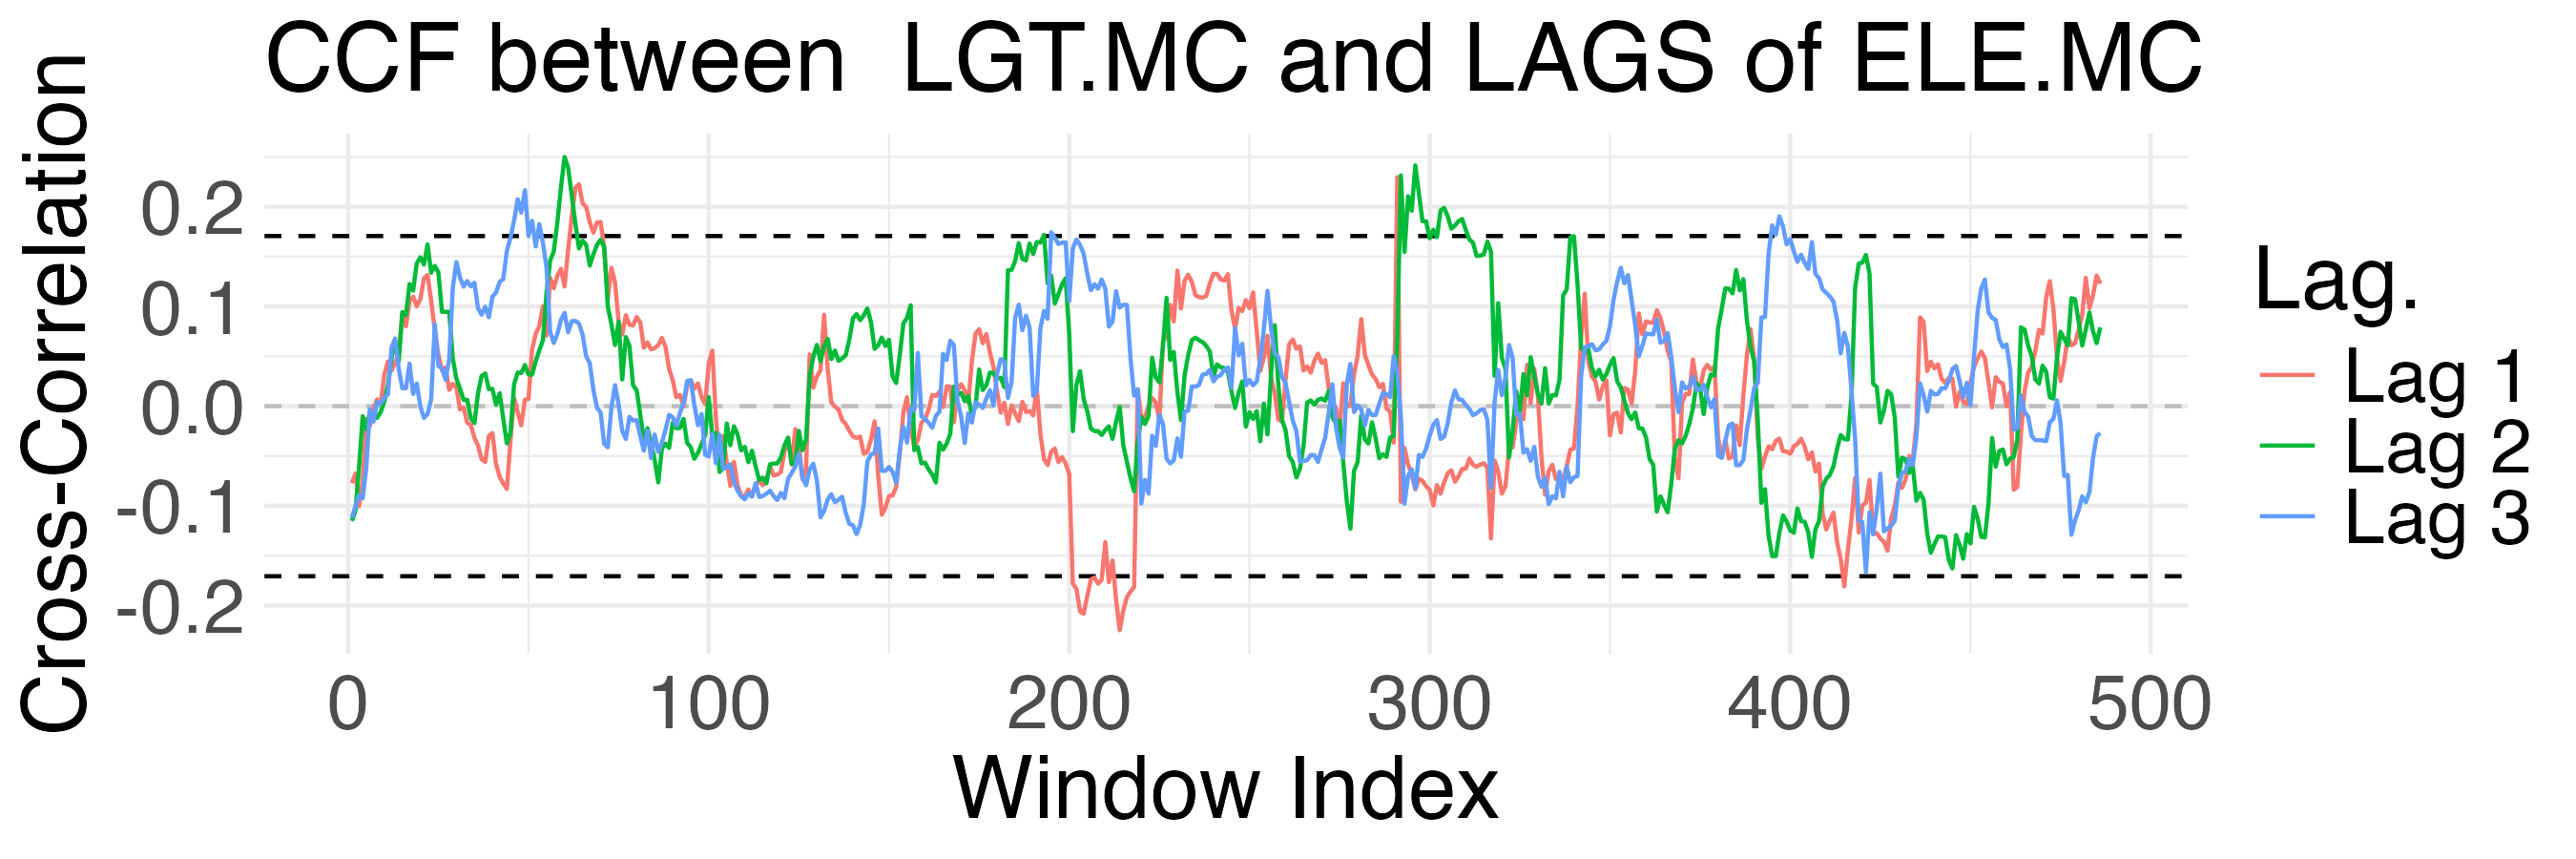 CCF between  LGT.MC and LAGS of ELE.MC
Cross-Correlation
0.2
0.1
0.0
-0.1
-0.2
0 100 200 300 400 500
Window Index
Lag.
Lag 1
Lag 2
Lag 3